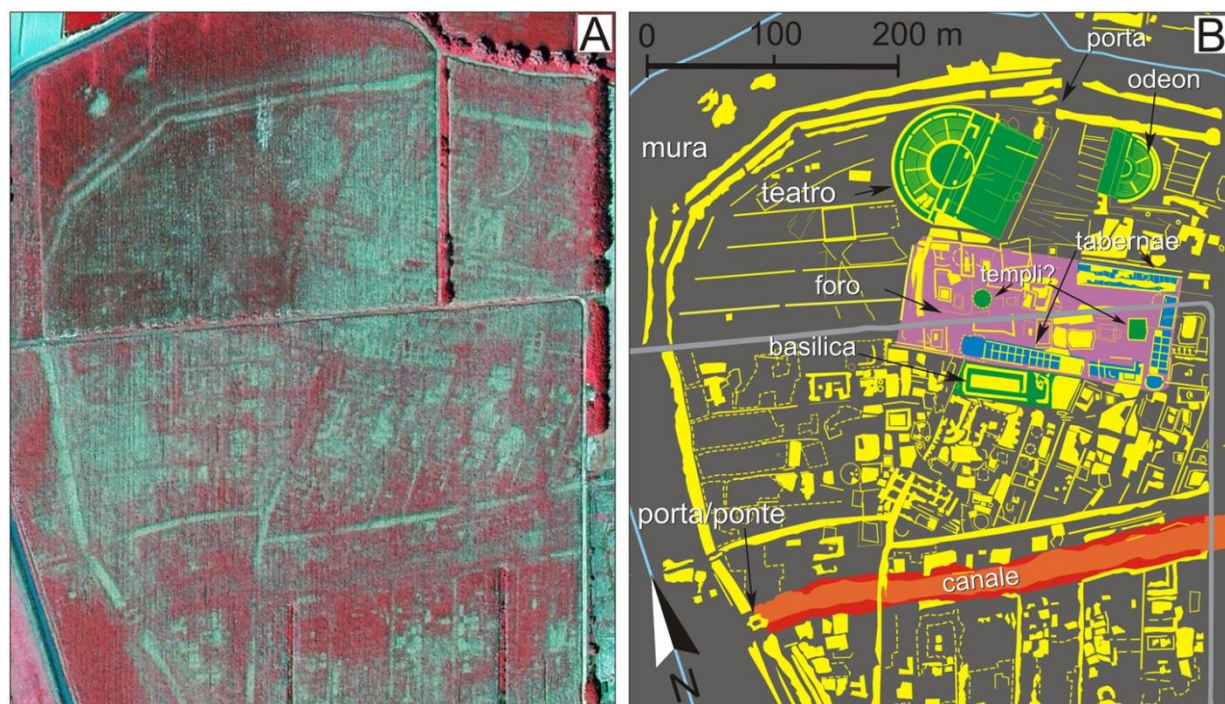 A
B
0 100 200 m
porta
odeon
mura
teatro
tabernae
templi?
foro
basilica
porta/ponte
canale
N